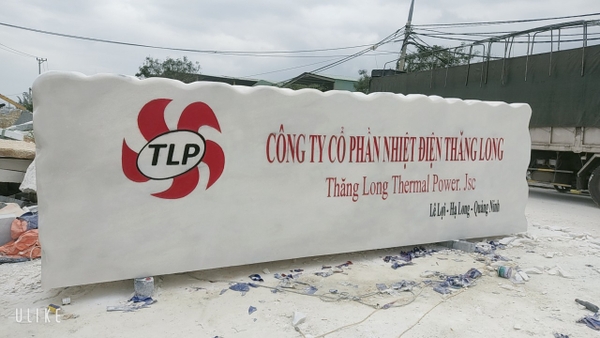 TLP
CÔNG TY CỔ PHẦN NHIỆT ĐIỆN THĂNG LONG
Thăng Long Thermal Power. Jsc
Lê Lợi - Hạ Long - Quảng Ninh
ULIKE